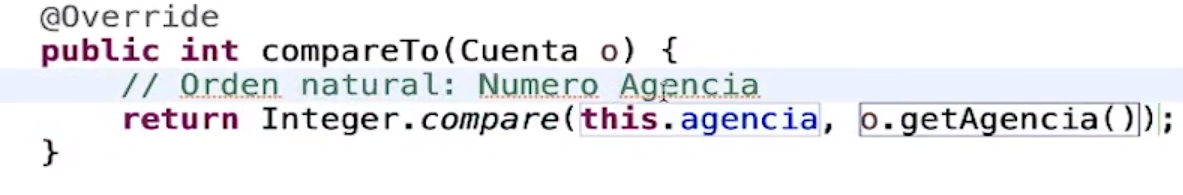 @Override
public int compareTo(Cuenta o) {
// Orden natural: Numero Agencia
return Integer.compare(this.agencia, o.getAgencia());
}